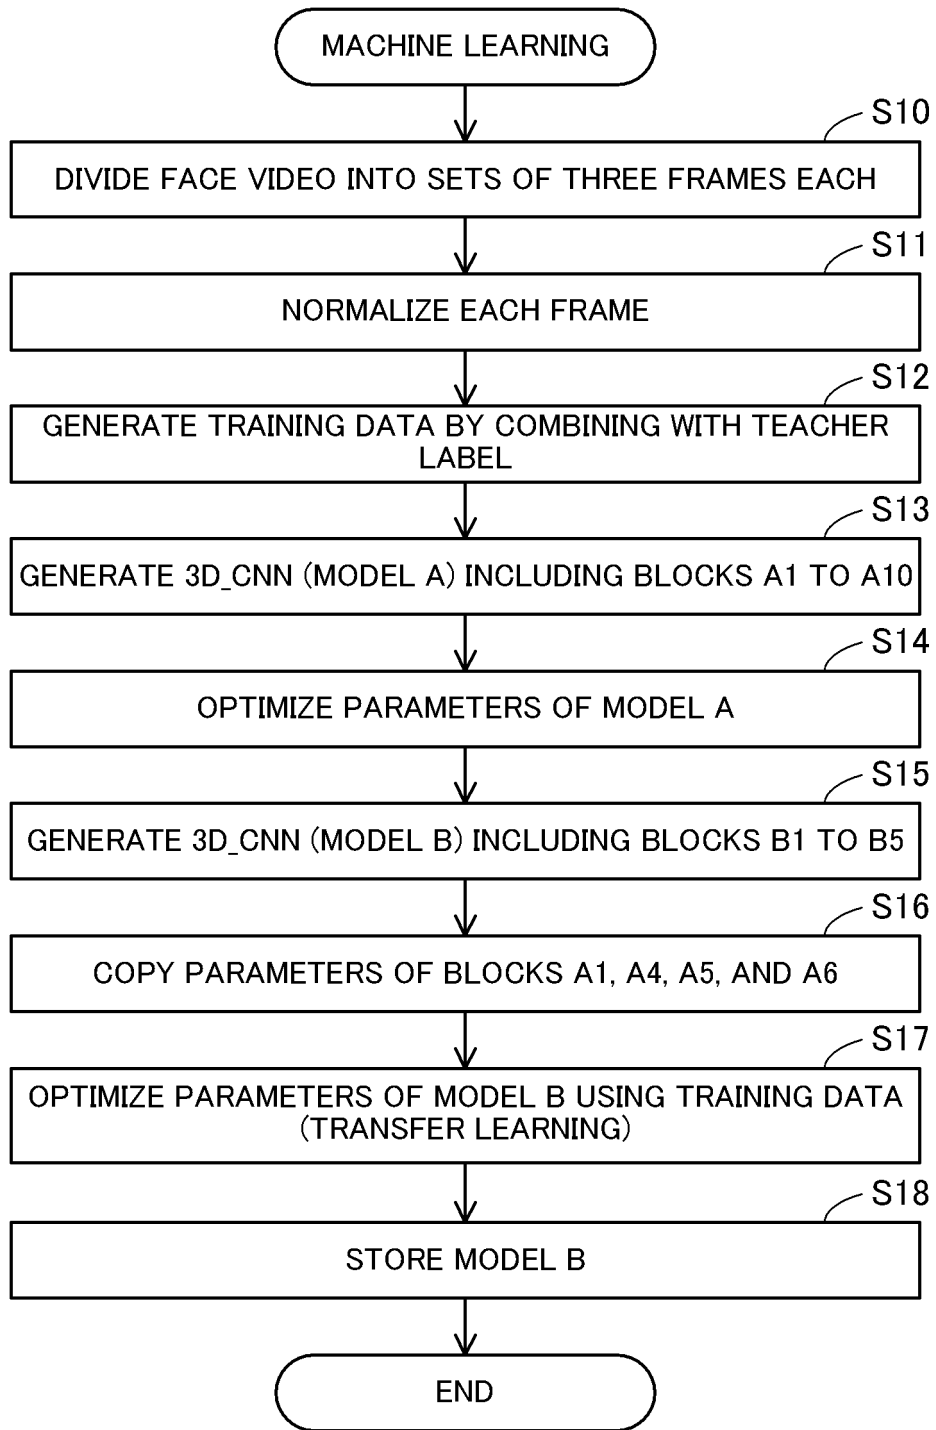 MACHINE LEARNING
S10
DIVIDE FACE VIDEO INTO SETS OF THREE FRAMES EACH
S11
NORMALIZE EACH FRAME
S12
GENERATE TRAINING DATA BY COMBINING WITH TEACHER
LABEL
S13
GENERATE 3D_CNN (MODEL A) INCLUDING BLOCKS A1 TO A10
S14
OPTIMIZE PARAMETERS OF MODEL A
S15
GENERATE 3D_CNN (MODEL B) INCLUDING BLOCKS B1 TO B5
S16
COPY PARAMETERS OF BLOCKS A1, A4, A5, AND A6
S17
OPTIMIZE PARAMETERS OF MODEL B USING TRAINING DATA
(TRANSFER LEARNING)
S18
STORE MODEL B
END